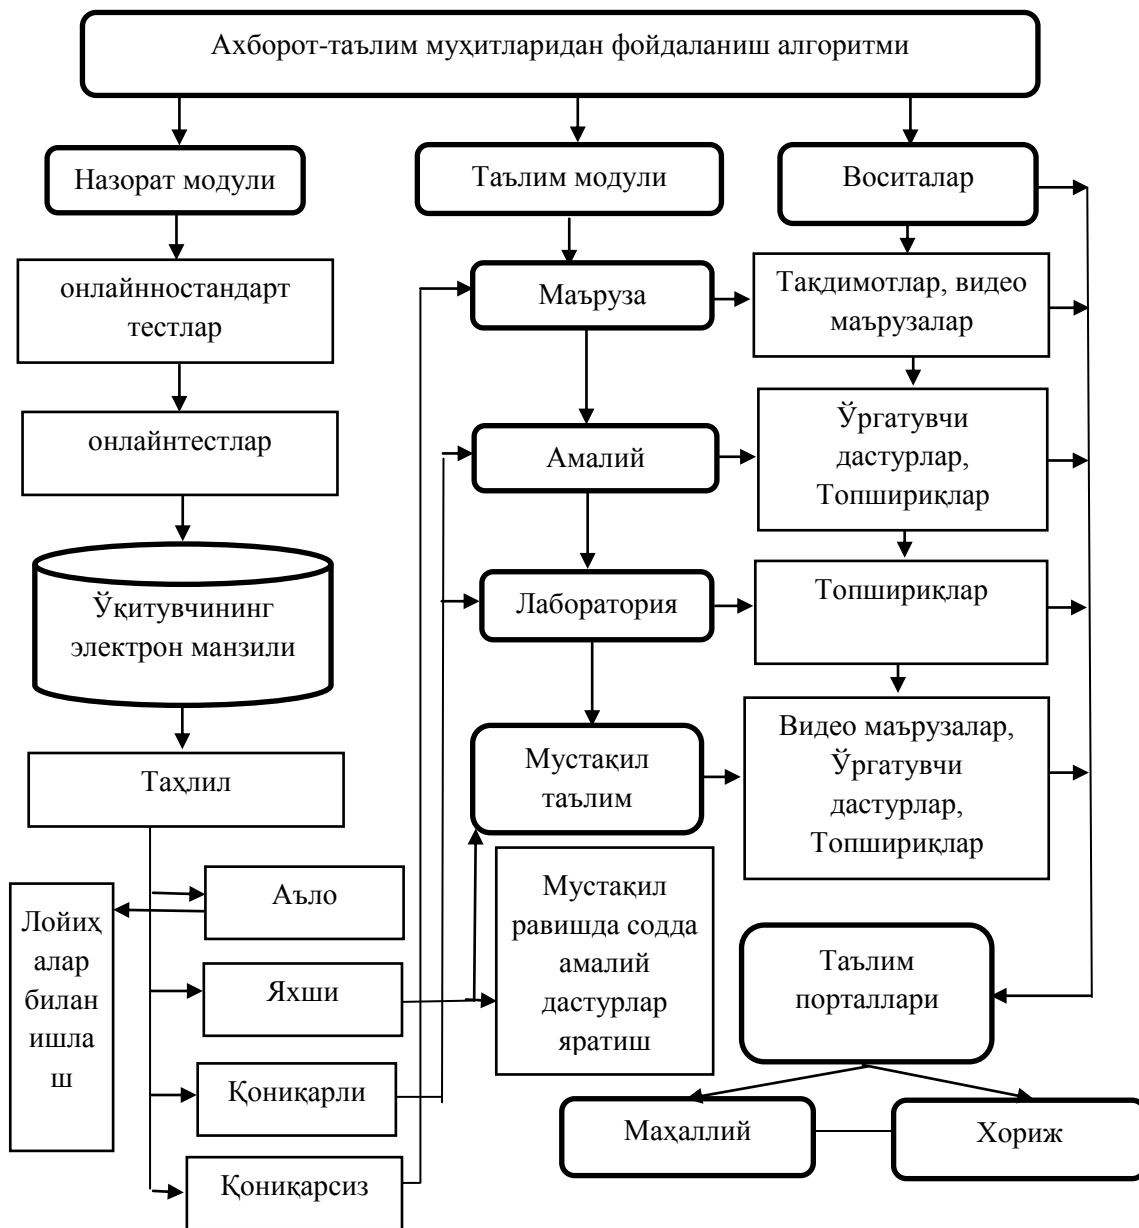 Ахборот-таълим муҳитларидан фойдаланиш алгоритми
Назорат модули
Таълим модули
Воситалар
онлайнностандарт
тестлар
Маъруза
Тақдимотлар, видео
маърузалар
онлайнтестлар
Амалий
Ўргатувчи
дастурлар,
Топшириқлар
Ўқитувчининг
электрон манзили
Лаборатория
Топшириқлар
Таҳлил
Мустақил
таълим
Видео маърузалар,
Ўргатувчи
дастурлар,
Топшириқлар
Лойиҳ
алар
билан
ишла
ш
Аъло
Яхши
Қониқарли
Қониқарсиз
Мустақил
равишда содда
амалий
дастурлар
яратиш
Таълим
порталлари
Маҳаллий
Хориж